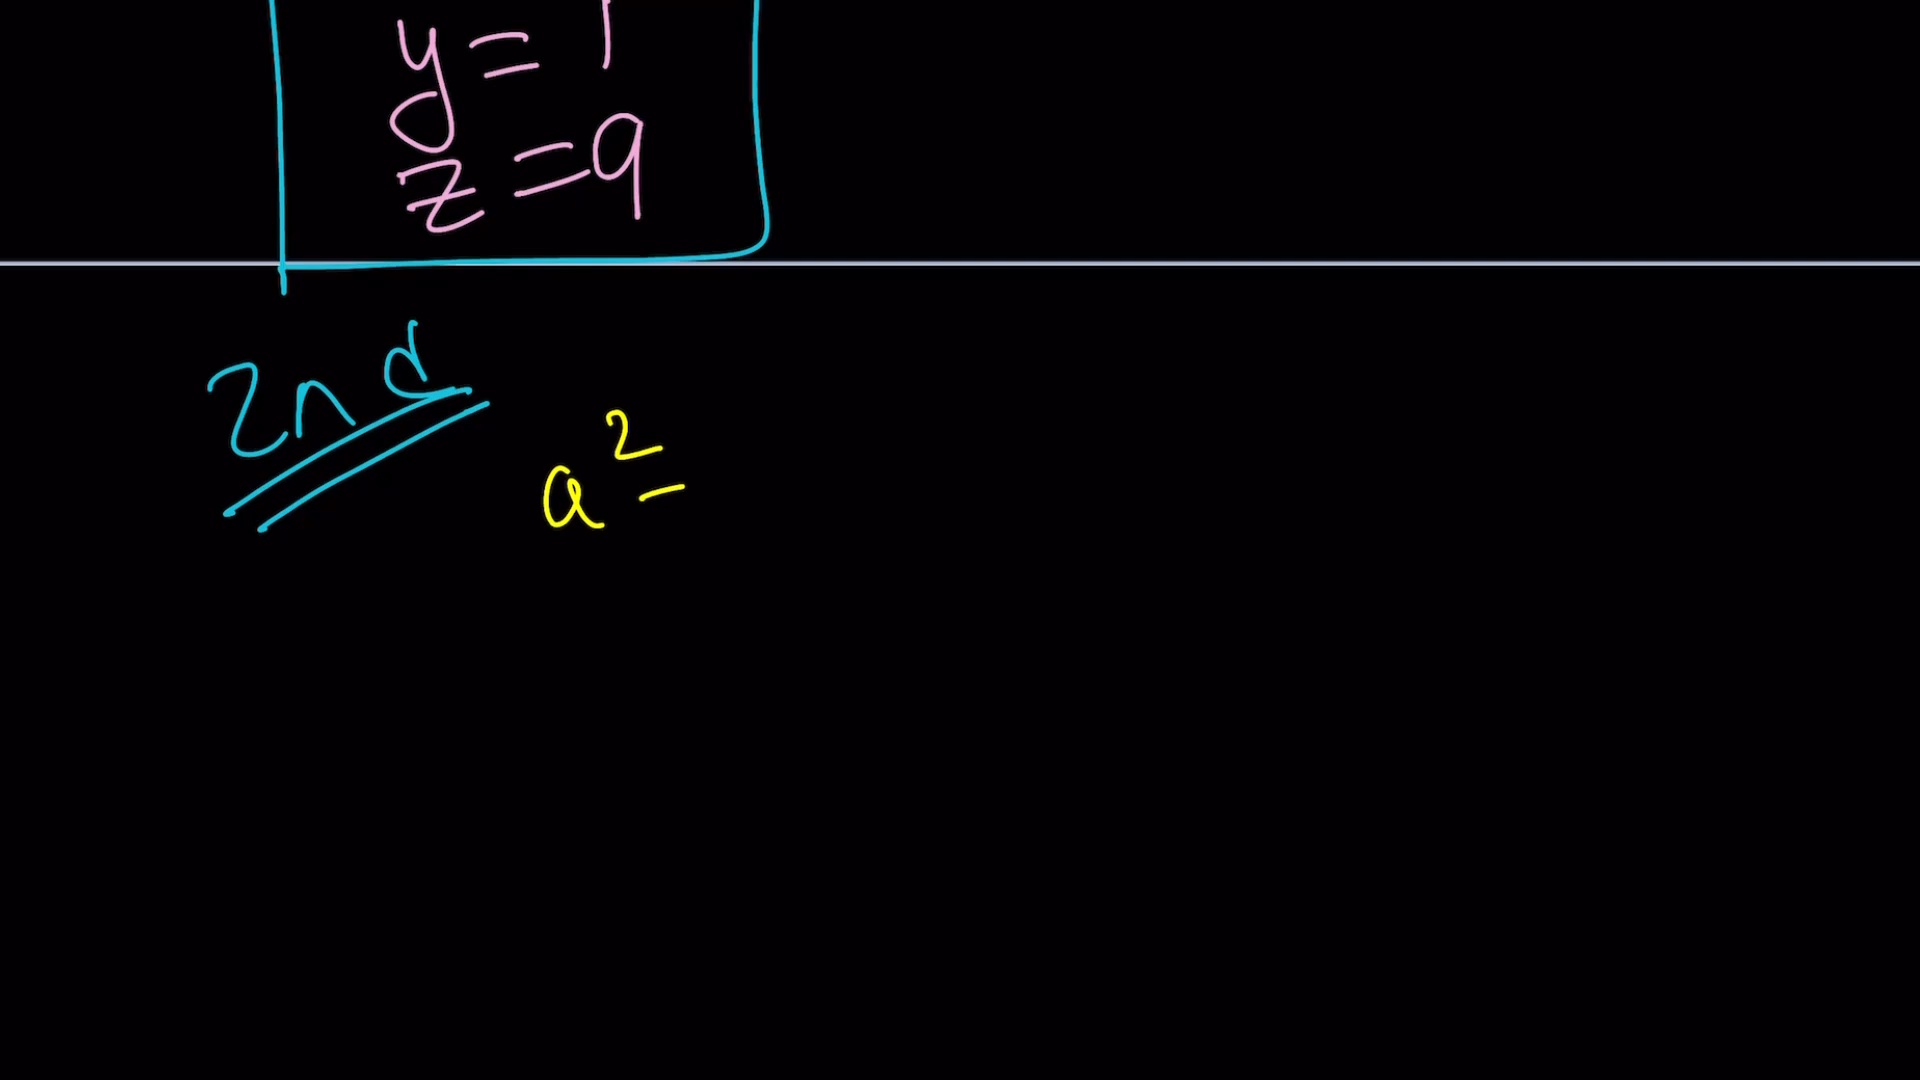 y = 1
z = 9
2nd
a² -